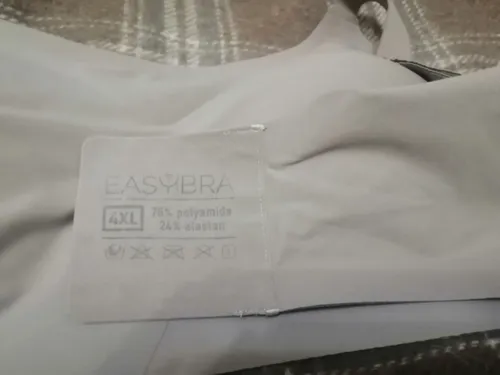 EASYBRA
4XL
76% polyamide
24% elastan